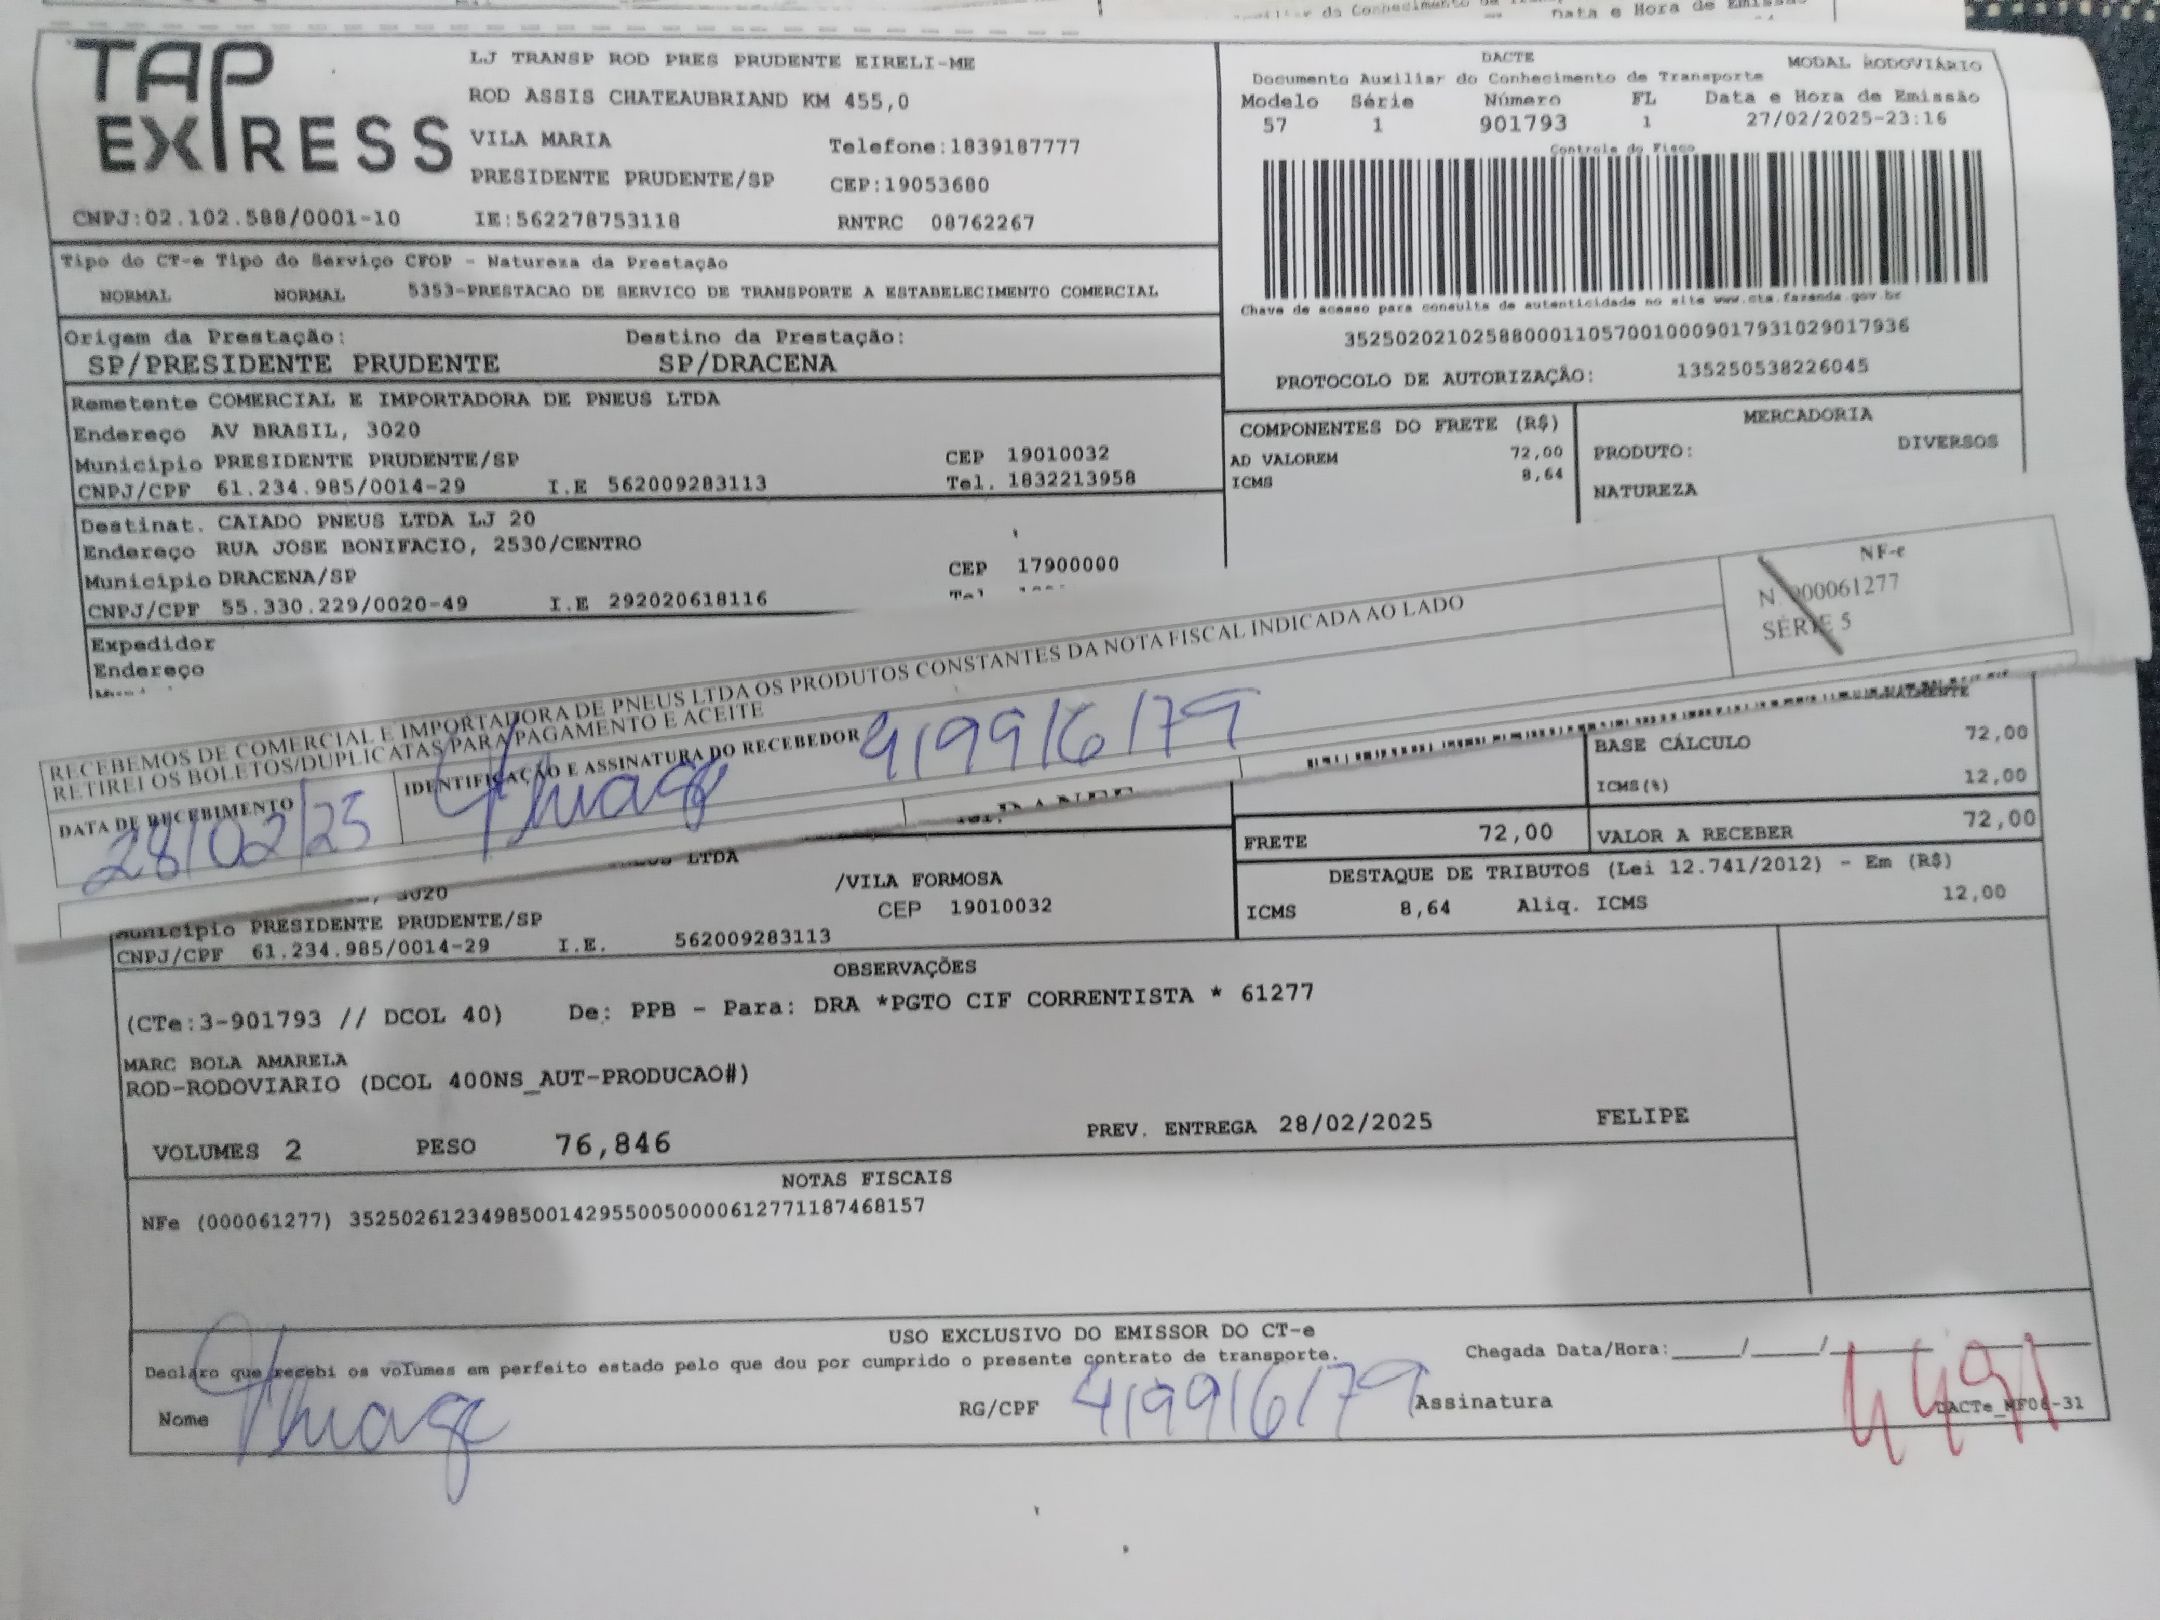 TAP
EXPRESS
LJ TRANSP ROD PRES PRUDENTE EIRELI-ME
ROD ASSIS CHATEAUBRIAND KM 455,0
VILA MARIA Telefone:1839187777
PRESIDENTE PRUDENTE/SP CEP:19053680
CNPJ:02.102.588/0001-10 IE:562278753118 RNTRC 08762267
DACTE MODAL RODOVIÁRIO
Documento Auxiliar do Conhecimento de Transporte
Modelo Série Número FL Data e Hora de Emissão
57 1 901793 1 27/02/2025-23:16
Controle do Fisco
Chave de acesso para consulta de autenticidade no site www.cte.fazenda.gov.br
35250202102588000110570010009017931029017936
PROTOCOLO DE AUTORIZAÇÃO: 135250538226045
Tipo do CT-e Tipo do Serviço CFOP - Natureza da Prestação
NORMAL NORMAL 5353-PRESTACAO DE SERVICO DE TRANSPORTE A ESTABELECIMENTO COMERCIAL
Origem da Prestação: Destino da Prestação:
SP/PRESIDENTE PRUDENTE SP/DRACENA
Remetente COMERCIAL E IMPORTADORA DE PNEUS LTDA
Endereço AV BRASIL, 3020
Município PRESIDENTE PRUDENTE/SP CEP 19010032
CNPJ/CPF 61.234.985/0014-29 I.E 562009283113 Tel. 1832213958
COMPONENTES DO FRETE (R$)
AD VALOREM 72,00
ICMS 8,64
MERCADORIA
PRODUTO: DIVERSOS
NATUREZA
Destinat. CAIADO PNEUS LTDA LJ 20
Endereço RUA JOSE BONIFACIO, 2530/CENTRO
Município DRACENA/SP CEP 17900000
CNPJ/CPF 55.330.229/0020-49 I.E 292020618116 Tel
Expedidor
Endereço
RECEBEMOS DE COMERCIAL E IMPORTADORA DE PNEUS LTDA OS PRODUTOS CONSTANTES DA NOTA FISCAL INDICADA AO LADO
RETIREI OS BOLETOS/DUPLICATAS PARA PAGAMENTO E ACEITE
NF-e
N. 000061277
SÉRIE 5
DATA DE RECEBIMENTO IDENTIFICAÇÃO E ASSINATURA DO RECEBEDOR
28/02/25 Thiago 419916179
BASE CÁLCULO 72,00
ICMS(%) 12,00
FRETE 72,00 VALOR A RECEBER 72,00
DESTAQUE DE TRIBUTOS (Lei 12.741/2012) - Em (R$)
ICMS 8,64 Aliq. ICMS 12,00
LTDA
3020 /VILA FORMOSA
Município PRESIDENTE PRUDENTE/SP CEP 19010032
CNPJ/CPF 61.234.985/0014-29 I.E. 562009283113
OBSERVAÇÕES
(CTe:3-901793 // DCOL 40) De: PPB - Para: DRA *PGTO CIF CORRENTISTA * 61277
MARC BOLA AMARELA
ROD-RODOVIARIO (DCOL 400NS_AUT-PRODUCAO#)
VOLUMES 2 PESO 76,846 PREV. ENTREGA 28/02/2025 FELIPE
NOTAS FISCAIS
NFe (000061277) 35250261234985001429550050000612771187468157
USO EXCLUSIVO DO EMISSOR DO CT-e
Declaro que recebi os volumes em perfeito estado pelo que dou por cumprido o presente contrato de transporte. Chegada Data/Hora:_____/_____/_____
Nome Thiago RG/CPF 419916179 Assinatura
DACTe_MF06-31